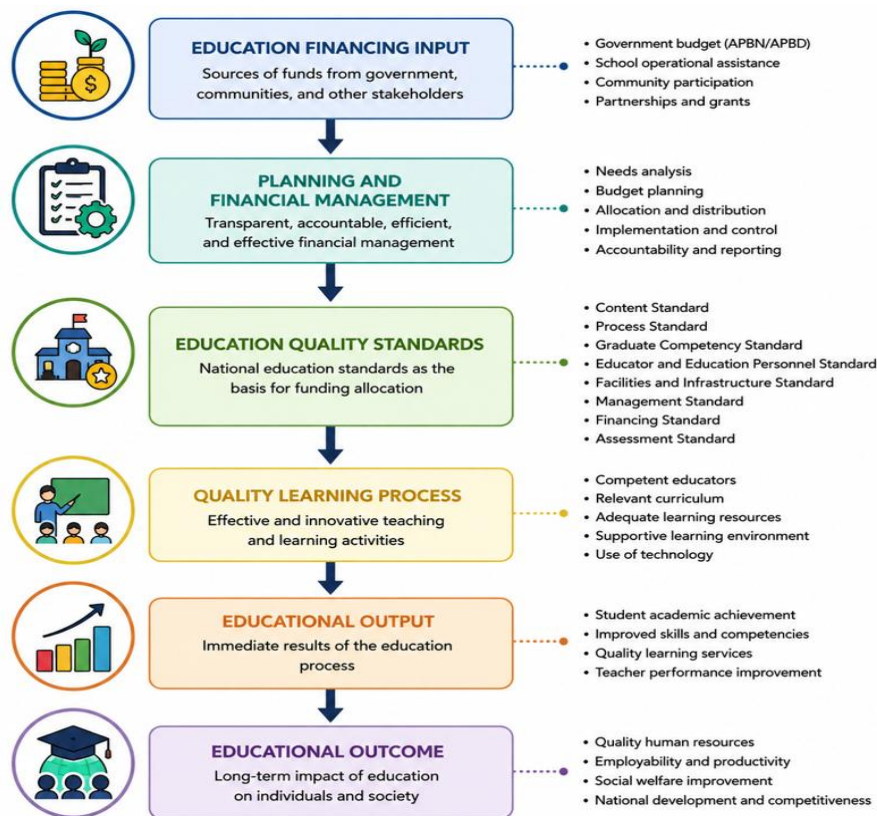 EDUCATION FINANCING INPUT
Sources of funds from government,
communities, and other stakeholders
• Government budget (APBN/APBD)
• School operational assistance
• Community participation
• Partnerships and grants
$
PLANNING AND
FINANCIAL MANAGEMENT
Transparent, accountable, efficient,
and effective financial management
• Needs analysis
• Budget planning
• Allocation and distribution
• Implementation and control
• Accountability and reporting
EDUCATION QUALITY STANDARDS
National education standards as the
basis for funding allocation
• Content Standard
• Process Standard
• Graduate Competency Standard
• Educator and Education Personnel Standard
• Facilities and Infrastructure Standard
• Management Standard
• Financing Standard
• Assessment Standard
QUALITY LEARNING PROCESS
Effective and innovative teaching
and learning activities
• Competent educators
• Relevant curriculum
• Adequate learning resources
• Supportive learning environment
• Use of technology
EDUCATIONAL OUTPUT
Immediate results of the education
process
• Student academic achievement
• Improved skills and competencies
• Quality learning services
• Teacher performance improvement
EDUCATIONAL OUTCOME
Long-term impact of education
on individuals and society
• Quality human resources
• Employability and productivity
• Social welfare improvement
• National development and competitiveness